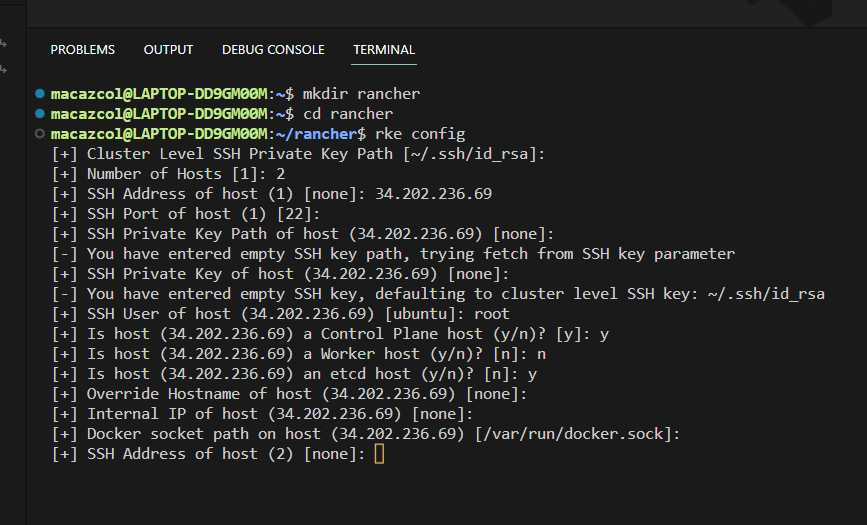 PROBLEMS OUTPUT DEBUG CONSOLE TERMINAL
macazcol@LAPTOP-DD9GM00M:~$ mkdir rancher
macazcol@LAPTOP-DD9GM00M:~$ cd rancher
macazcol@LAPTOP-DD9GM00M:~/rancher$ rke config
[+] Cluster Level SSH Private Key Path [~/.ssh/id_rsa]:
[+] Number of Hosts [1]: 2
[+] SSH Address of host (1) [none]: 34.202.236.69
[+] SSH Port of host (1) [22]:
[+] SSH Private Key Path of host (34.202.236.69) [none]:
[-] You have entered empty SSH key path, trying fetch from SSH key parameter
[+] SSH Private Key of host (34.202.236.69) [none]:
[-] You have entered empty SSH key, defaulting to cluster level SSH key: ~/.ssh/id_rsa
[+] SSH User of host (34.202.236.69) [ubuntu]: root
[+] Is host (34.202.236.69) a Control Plane host (y/n)? [y]: y
[+] Is host (34.202.236.69) a Worker host (y/n)? [n]: n
[+] Is host (34.202.236.69) an etcd host (y/n)? [n]: y
[+] Override Hostname of host (34.202.236.69) [none]:
[+] Internal IP of host (34.202.236.69) [none]:
[+] Docker socket path on host (34.202.236.69) [/var/run/docker.sock]:
[+] SSH Address of host (2) [none]: